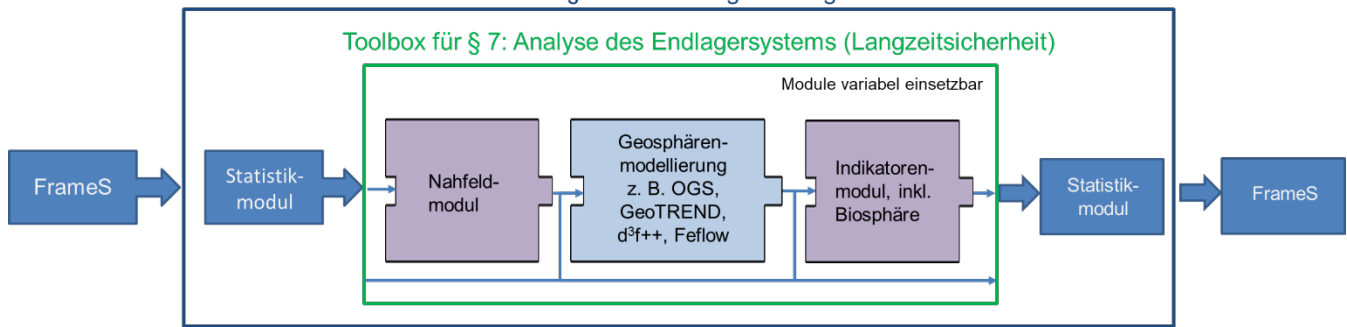 Toolbox für § 7: Analyse des Endlagersystems (Langzeitsicherheit)
Module variabel einsetzbar
FrameS
Statistik-
modul
Nahfeld-
modul
Geosphären-
modellierung
z. B. OGS,
GeoTREND,
d³f++, Feflow
Indikatoren-
modul, inkl.
Biosphäre
Statistik-
modul
FrameS